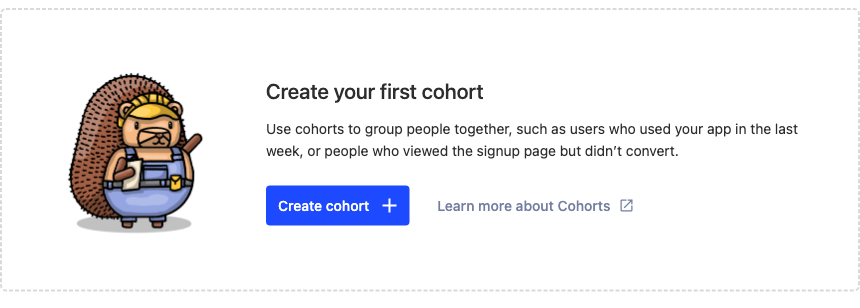 Create your first cohort
Use cohorts to group people together, such as users who used your app in the last
week, or people who viewed the signup page but didn’t convert.
Create cohort
Learn more about Cohorts